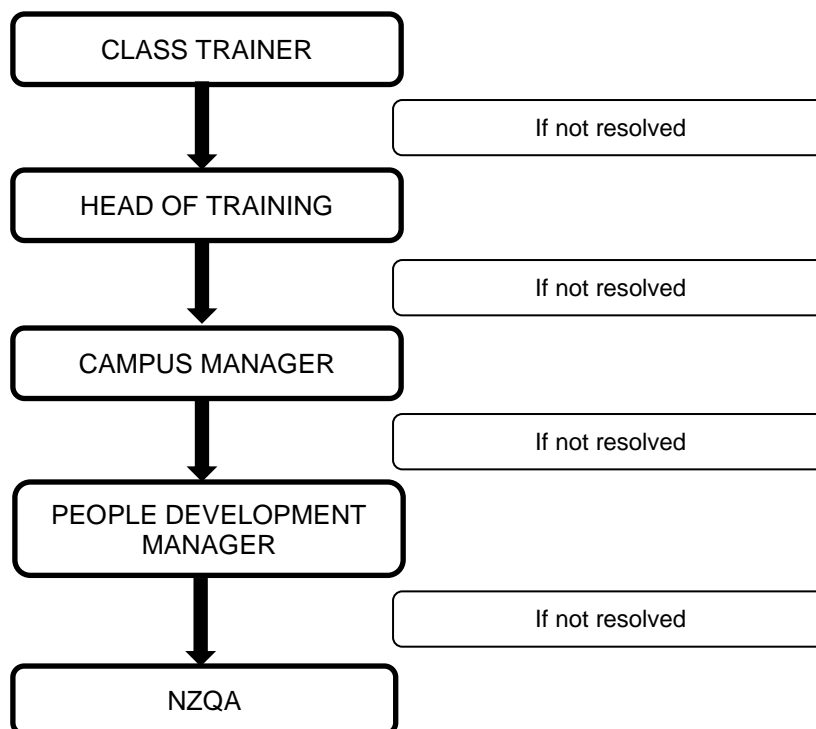 CLASS TRAINER
If not resolved
HEAD OF TRAINING
If not resolved
CAMPUS MANAGER
If not resolved
PEOPLE DEVELOPMENT
MANAGER
If not resolved
NZQA